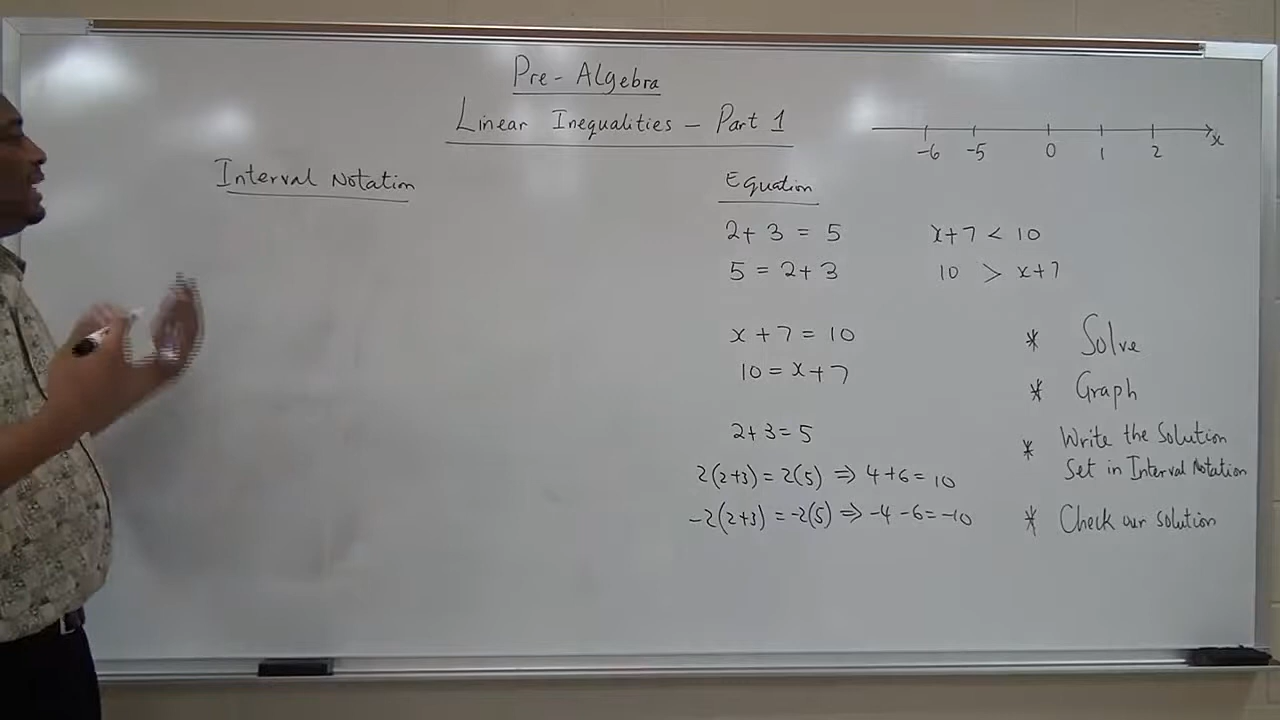 Pre-Algebra
Linear Inequalities - Part 1
-6 -5 0 1 2 x
Interval Notation
Equation
2+3 = 5
x+7 < 10
5 = 2+3
10 > x+7
x + 7 = 10
10 = x+7
2+3=5
2(2+3) = 2(5) ⇒ 4+6=10
-2(2+3) = -2(5) ⇒ -4-6=-10
* Solve
* Graph
* Write the Solution
Set in Interval Notation
* Check our solution